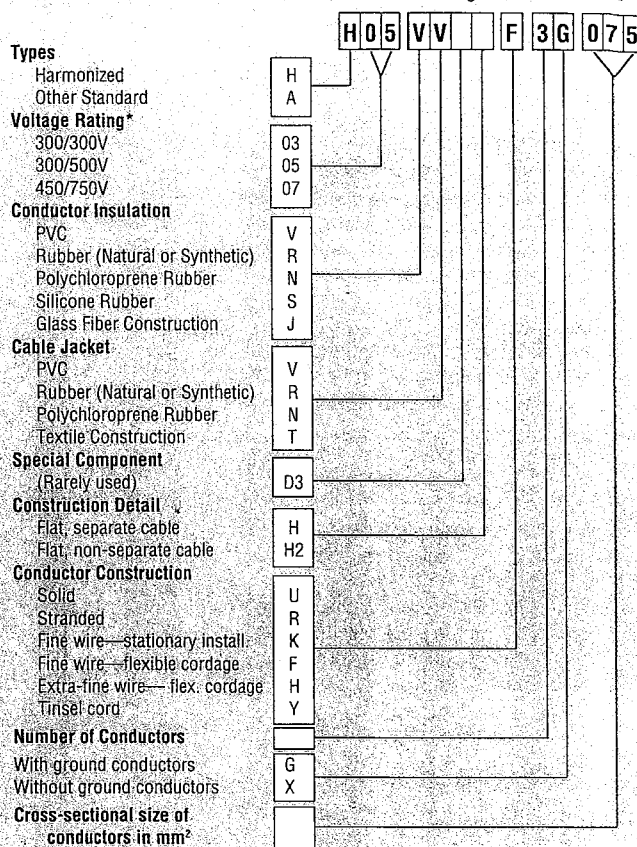 H05 VV F 3G 075
Types
Harmonized H
Other Standard A
Voltage Rating*
300/300V 03
300/500V 05
450/750V 07
Conductor Insulation
PVC V
Rubber (Natural or Synthetic) R
Polychloroprene Rubber N
Silicone Rubber S
Glass Fiber Construction J
Cable Jacket
PVC V
Rubber (Natural or Synthetic) R
Polychloroprene Rubber N
Textile Construction T
Special Component
(Rarely used) D3
Construction Detail
Flat, separate cable H
Flat, non-separate cable H2
Conductor Construction
Solid U
Stranded R
Fine wire—stationary install. K
Fine wire—flexible cordage F
Extra-fine wire— flex. cordage H
Tinsel cord Y
Number of Conductors
With ground conductors G
Without ground conductors X
Cross-sectional size of
conductors in mm²